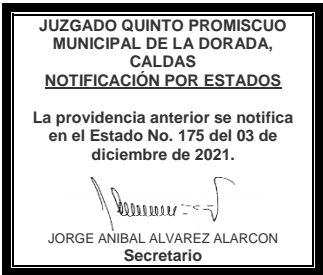 JUZGADO QUINTO PROMISCUO
MUNICIPAL DE LA DORADA,
CALDAS
NOTIFICACIÓN POR ESTADOS
La providencia anterior se notifica
en el Estado No. 175 del 03 de
diciembre de 2021.
JORGE ANIBAL ALVAREZ ALARCON
Secretario